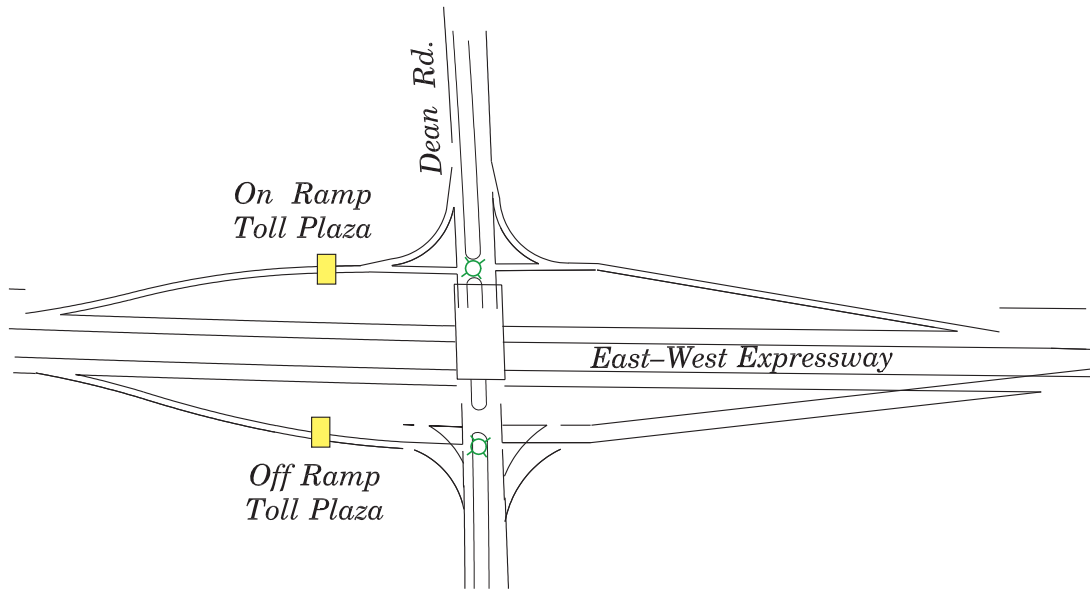 Dean Rd.
On Ramp
Toll Plaza
East–West Expressway
Off Ramp
Toll Plaza